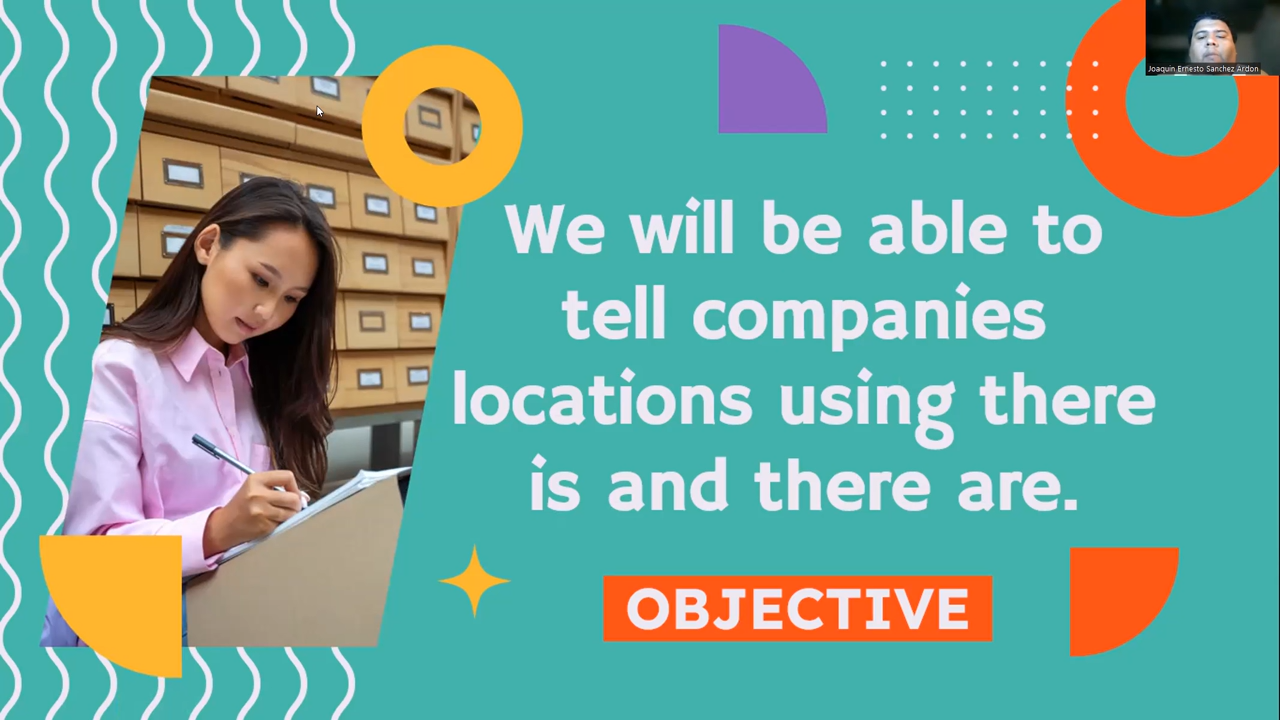 Joaquin Ernesto Sanchez Ardon
We will be able to
tell companies
locations using there
is and there are.
OBJECTIVE